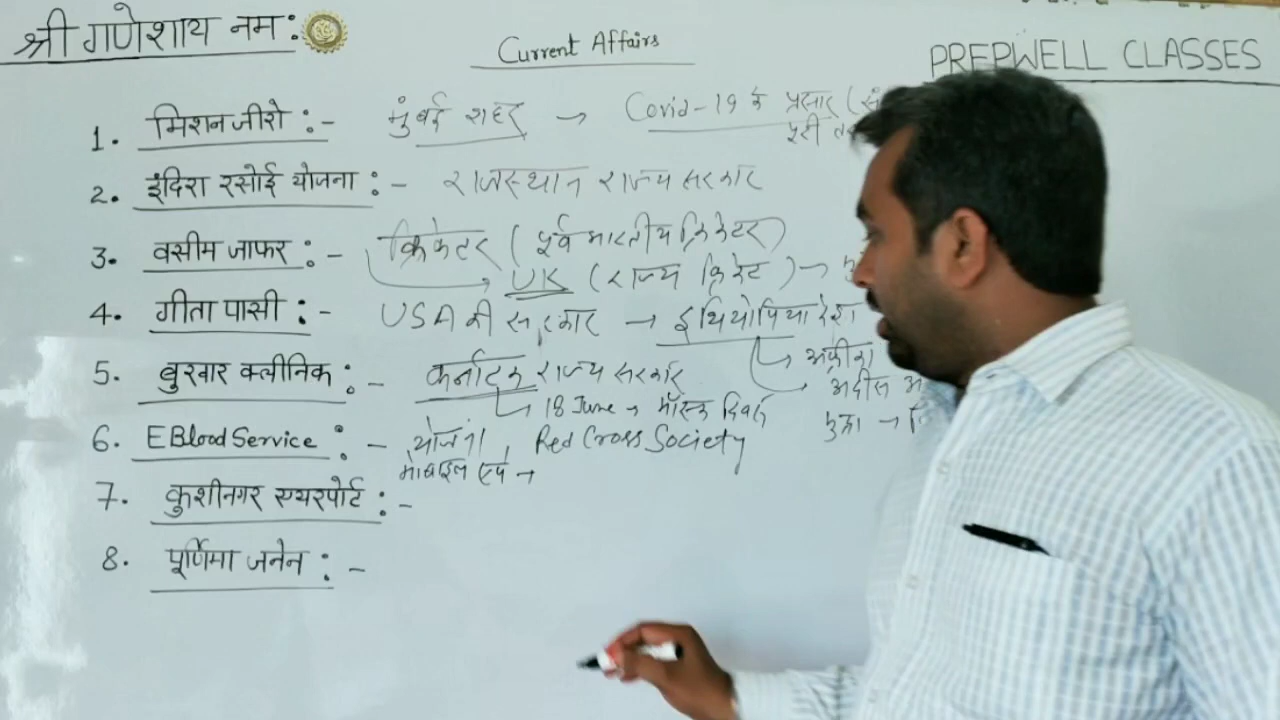 श्री गणेशाय नम:
Current Affairs
PREPWELL CLASSES
1. मिशन जीरो :- मुंबई शहर → Covid-19 के प्रसार
2. इंदिरा रसोई योजना :- राजस्थान राज्य सरकार
3. वसीम जाफर :- क्रिकेटर (पूर्व भारतीय क्रिकेटर)
UK (राज्य क्रिकेट) →
4. गीता पासी :- USA की सरकार → इथियोपिया देश
अफ्रीका
5. बुखार क्लीनिक :- कर्नाटक राज्य सरकार
अदीस
18 June → मास्क दिवस
मुद्रा →
6. EBlood Service :- योजना, Red Cross Society
मोबाइल एप →
7. कुशीनगर एयरपोर्ट :-
8. पूर्णिमा जनेन :-